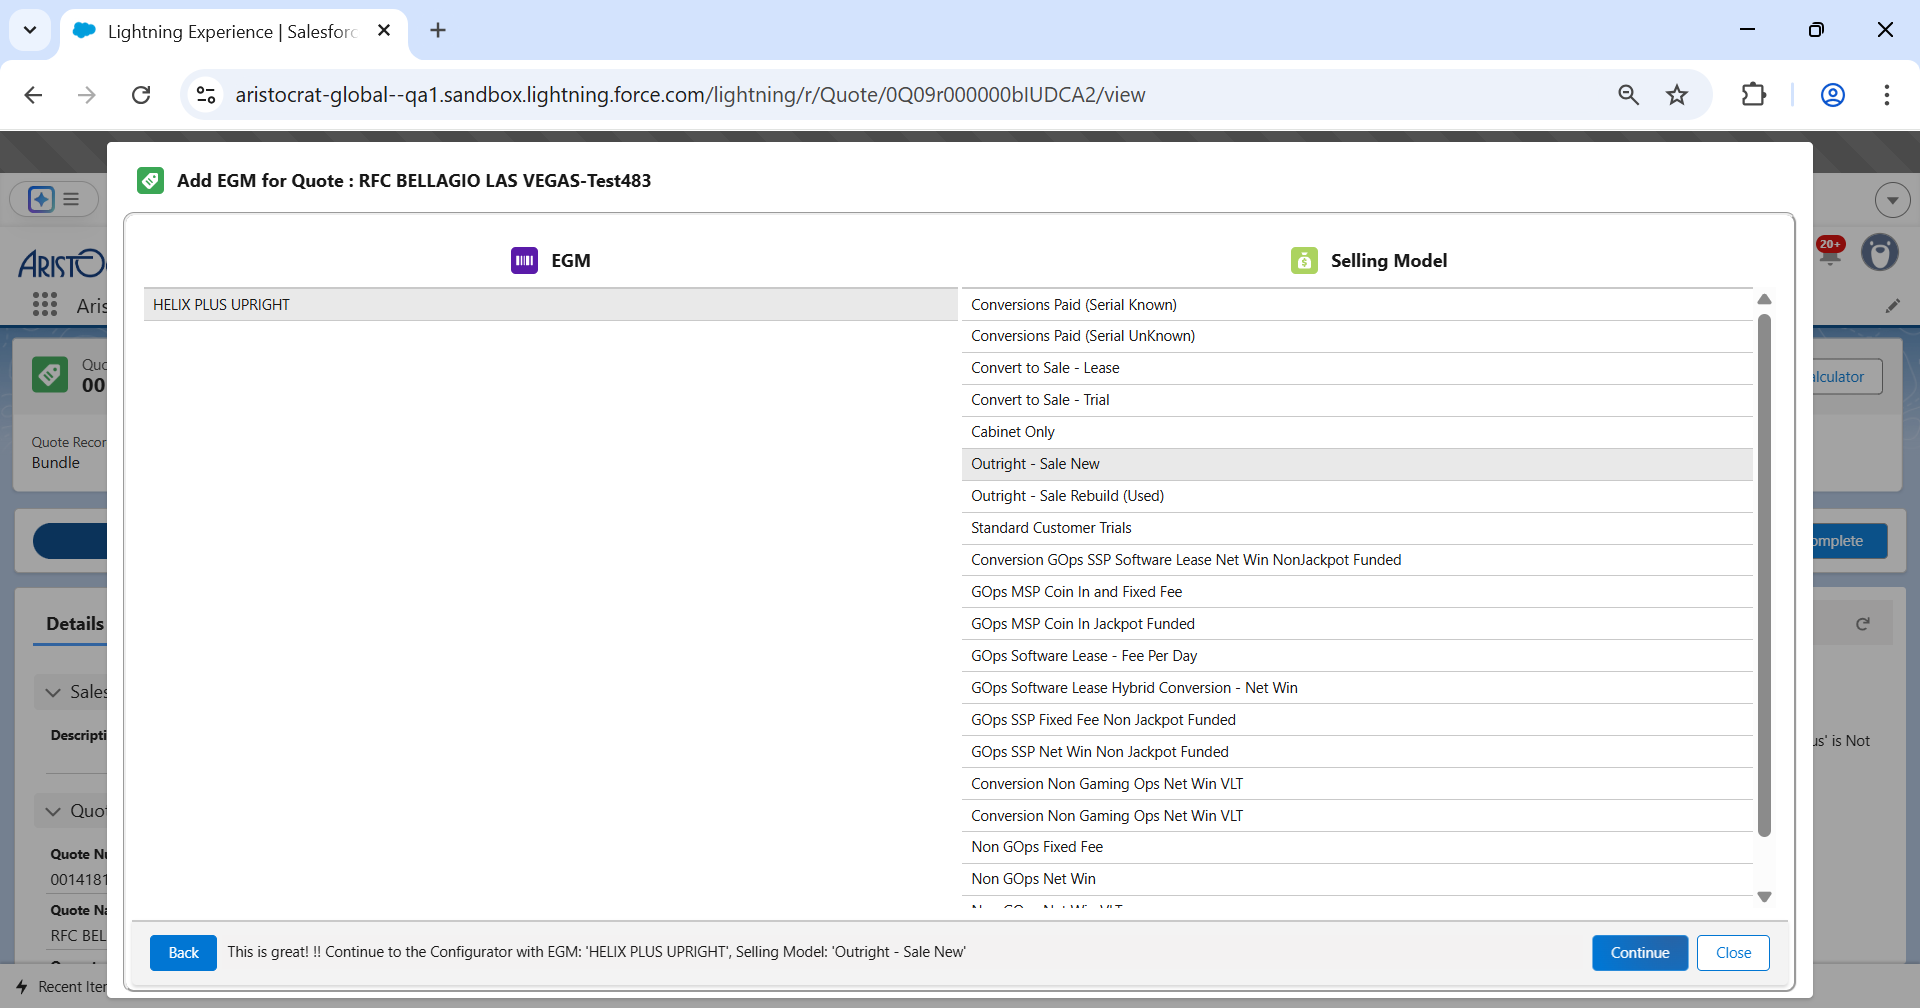 Lightning Experience | Salesforc
aristocrat-global--qa1.sandbox.lightning.force.com/lightning/r/Quote/0Q09r000000bIUDCA2/view
Add EGM for Quote : RFC BELLAGIO LAS VEGAS-Test483
EGM
Selling Model
HELIX PLUS UPRIGHT
Conversions Paid (Serial Known)
Conversions Paid (Serial UnKnown)
Convert to Sale - Lease
Convert to Sale - Trial
Cabinet Only
Outright - Sale New
Outright - Sale Rebuild (Used)
Standard Customer Trials
Conversion GOps SSP Software Lease Net Win NonJackpot Funded
GOps MSP Coin In and Fixed Fee
GOps MSP Coin In Jackpot Funded
GOps Software Lease - Fee Per Day
GOps Software Lease Hybrid Conversion - Net Win
GOps SSP Fixed Fee Non Jackpot Funded
GOps SSP Net Win Non Jackpot Funded
Conversion Non Gaming Ops Net Win VLT
Conversion Non Gaming Ops Net Win VLT
Non GOps Fixed Fee
Non GOps Net Win
Back
This is great! !! Continue to the Configurator with EGM: 'HELIX PLUS UPRIGHT', Selling Model: 'Outright - Sale New'
Continue
Close
ARISTO
Aris
20+
Quo
00
alculator
Quote Recor
Bundle
omplete
Details
Sales
Descripti
us' is Not
Quot
Quote Nu
0014181
Quote Na
RFC BEL
Recent Iter